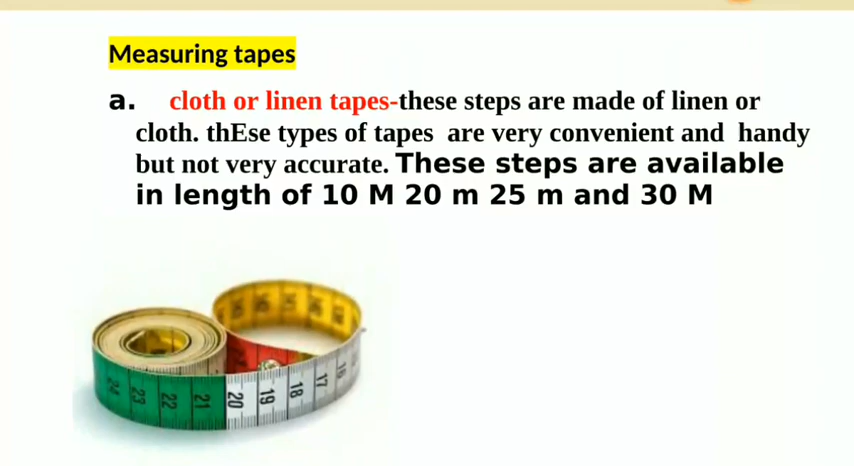 Measuring tapes
a. cloth or linen tapes-these steps are made of linen or
cloth. thEse types of tapes are very convenient and handy
but not very accurate. These steps are available
in length of 10 M 20 m 25 m and 30 M
24 23 22 21 20 19 18 17 16